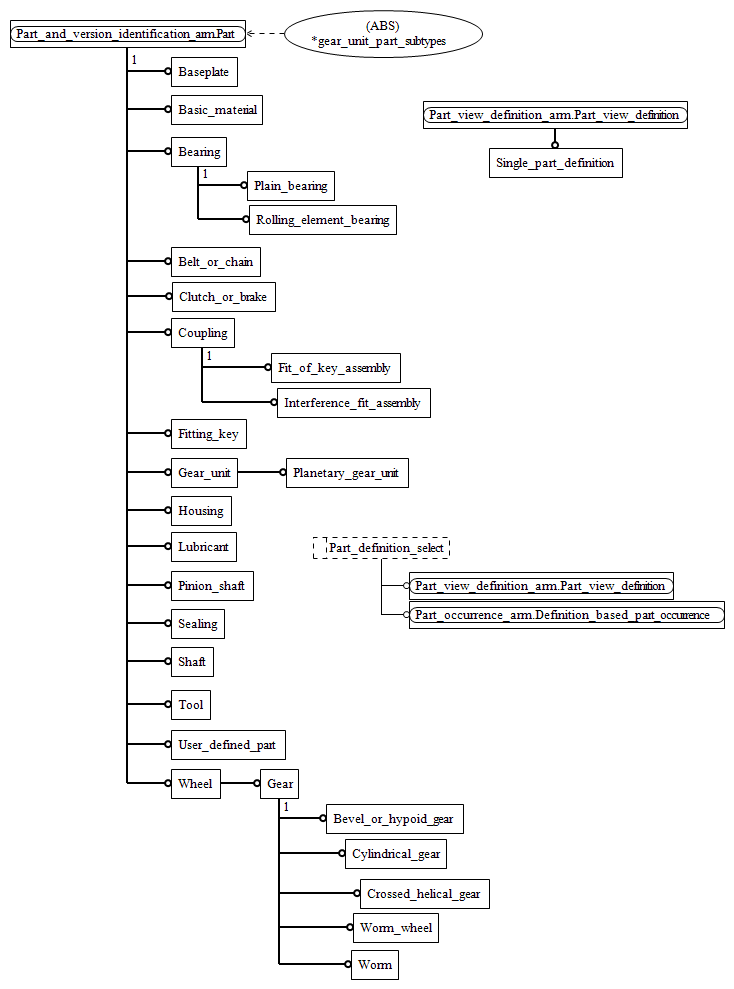 Part_and_version_identification_arm.Part
(ABS)
*gear_unit_part_subtypes
1
Baseplate
Basic_material
Part_view_definition_arm.Part_view_definition
Bearing
Single_part_definition
1
Plain_bearing
Rolling_element_bearing
Belt_or_chain
Clutch_or_brake
Coupling
1
Fit_of_key_assembly
Interference_fit_assembly
Fitting_key
Gear_unit
Planetary_gear_unit
Housing
Lubricant
Part_definition_select
Pinion_shaft
Part_view_definition_arm.Part_view_definition
Sealing
Part_occurrence_arm.Definition_based_part_occurrence
Shaft
Tool
User_defined_part
Wheel
Gear
1
Bevel_or_hypoid_gear
Cylindrical_gear
Crossed_helical_gear
Worm_wheel
Worm